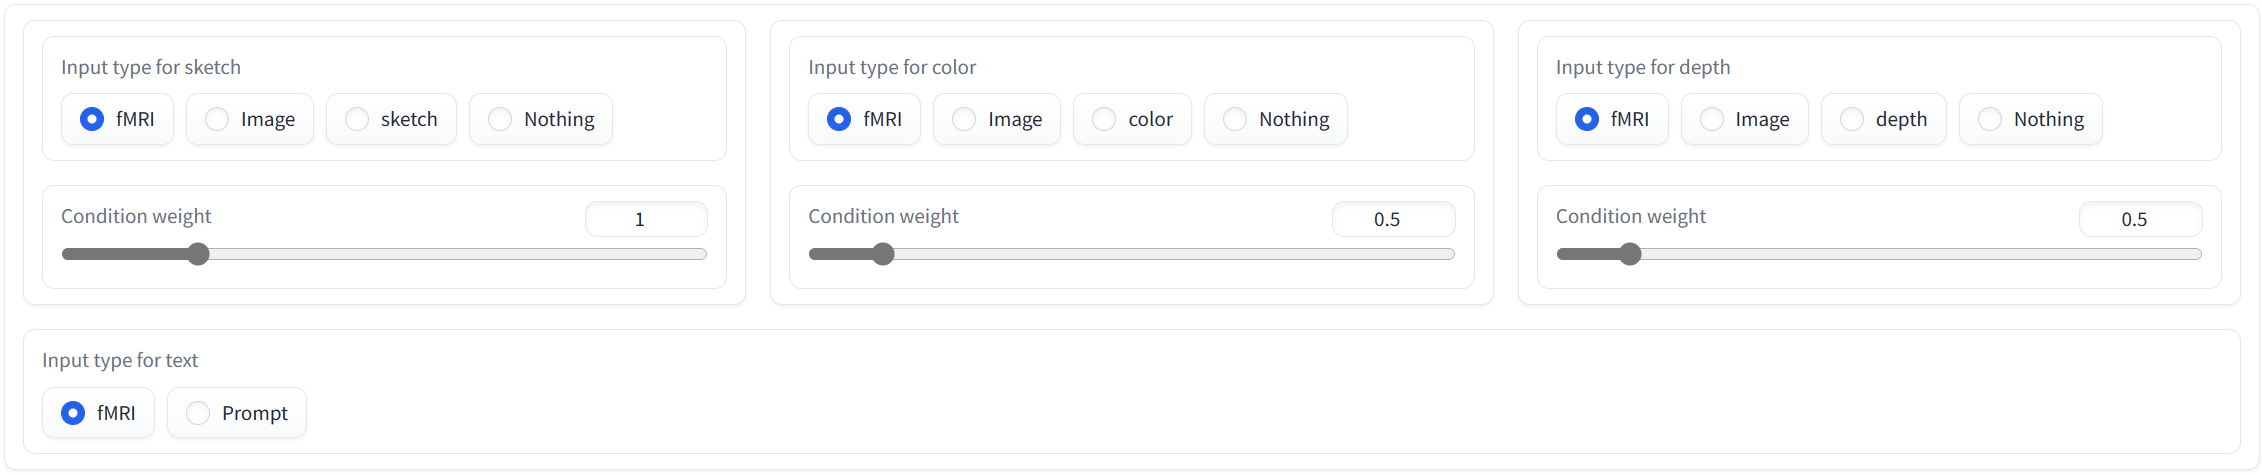 Input type for sketch
fMRI Image sketch Nothing
Condition weight 1
Input type for color
fMRI Image color Nothing
Condition weight 0.5
Input type for depth
fMRI Image depth Nothing
Condition weight 0.5
Input type for text
fMRI Prompt